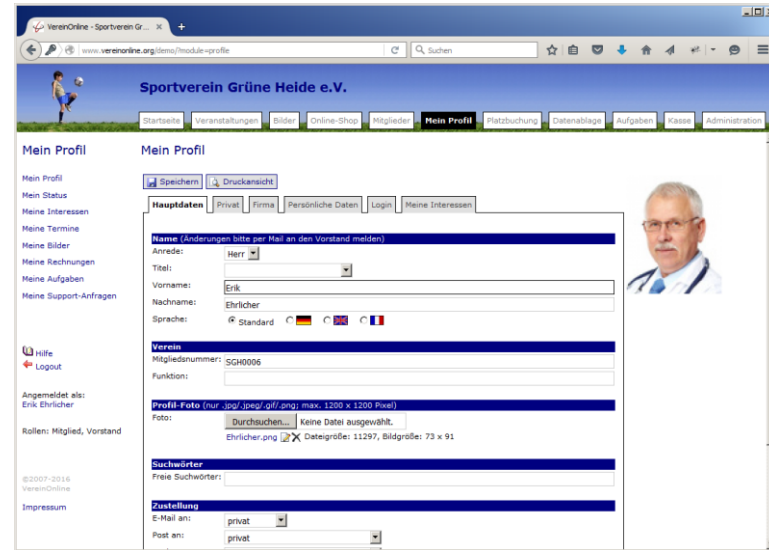 VereinOnline - Sportverein Gr... × +
www.vereinonline.org/demo/?module=profile
Suchen
Sportverein Grüne Heide e.V.
Startseite Veranstaltungen Bilder Online-Shop Mitglieder Mein Profil Platzbuchung Datenablage Aufgaben Kasse Administration
Mein Profil
Mein Profil
Mein Status
Meine Interessen
Meine Termine
Meine Bilder
Meine Rechnungen
Meine Aufgaben
Meine Support-Anfragen
Hilfe
Logout
Angemeldet als:
Erik Ehrlicher
Rollen: Mitglied, Vorstand
©2007-2016
VereinOnline
Impressum
Mein Profil
Speichern Druckansicht
Hauptdaten Privat Firma Persönliche Daten Login Meine Interessen
Name (Änderungen bitte per Mail an den Vorstand melden)
Anrede: Herr
Titel:
Vorname: Erik
Nachname: Ehrlicher
Sprache: Standard
Verein
Mitgliedsnummer: SGH0006
Funktion:
Profil-Foto (nur .jpg/.jpeg/.gif/.png; max. 1200 x 1200 Pixel)
Foto: Durchsuchen... Keine Datei ausgewählt.
Ehrlicher.png Dateigröße: 11297, Bildgröße: 73 x 91
Suchwörter
Freie Suchwörter:
Zustellung
E-Mail an: privat
Post an: privat